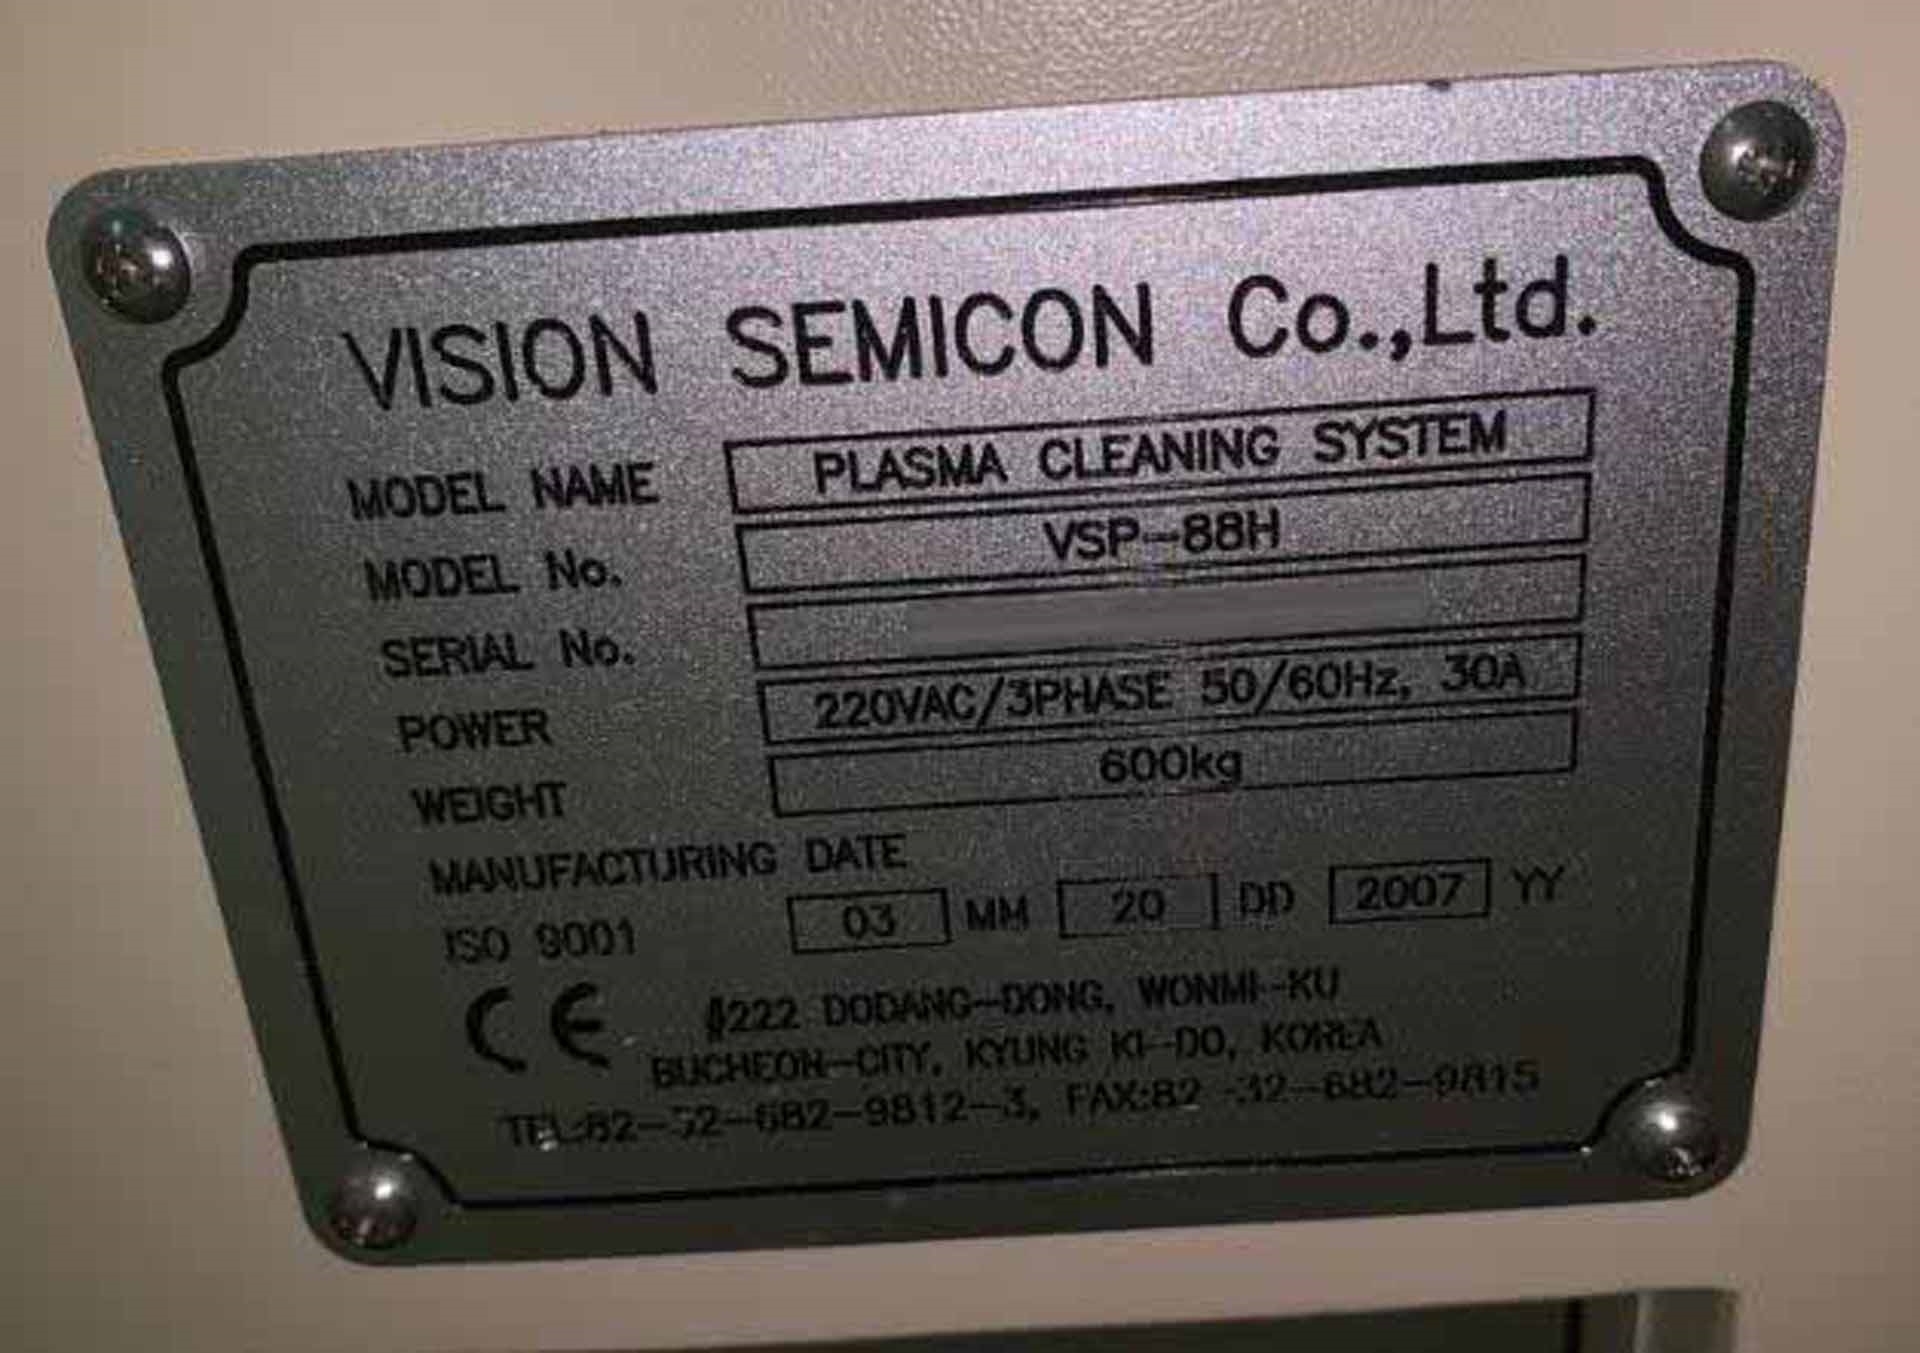 VISION SEMICON Co.,Ltd.
MODEL NAME PLASMA CLEANING SYSTEM
MODEL No. VSP-88H
SERIAL No.
POWER 220VAC/3PHASE 50/60Hz, 30A
WEIGHT 600kg
MANUFACTURING DATE
ISO 9001 03 MM 20 DD 2007 YY
CE #222 DODANG-DONG, WONMI-KU
BUCHEON-CITY, KYUNG KI-DO, KOREA
TEL:82-32-682-9812-3, FAX:82-32-682-9815